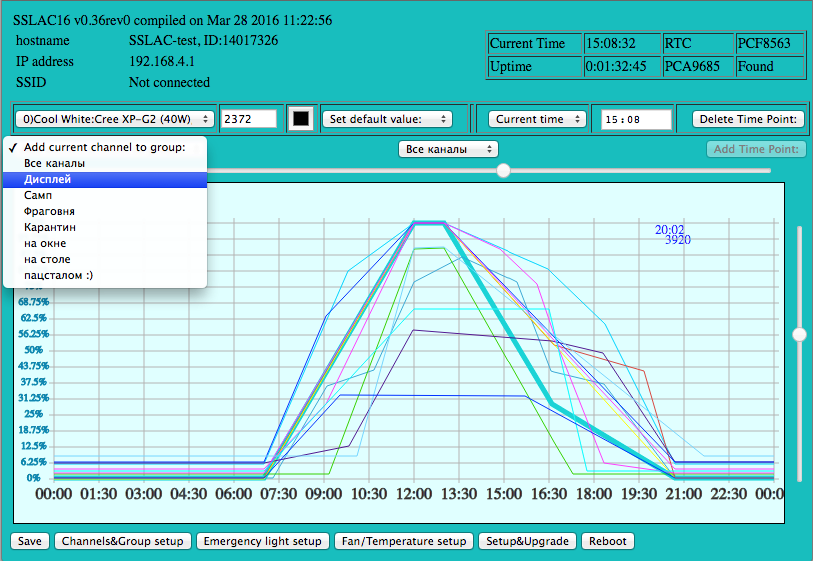 SSLAC16 v0.36rev0 compiled on Mar 28 2016 11:22:56
hostname SSLAC-test, ID:14017326
IP address 192.168.4.1
SSID Not connected
Current Time 15:08:32 RTC PCF8563
Uptime 0:01:32:45 PCA9685 Found
0)Cool White:Cree XP-G2 (40W) 2372 Set default value: Current time 15:08 Delete Time Point:
✓ Add current channel to group:
Все каналы
Дисплей
Самп
Фраговня
Карантин
на окне
на столе
пацсталом :)
Все каналы Add Time Point:
20:02
3920
68.75%
62.5%
56.25%
50%
43.75%
37.5%
31.25%
25%
18.75%
12.5%
6.25%
0%
00:00 01:30 03:00 04:30 06:00 07:30 09:00 10:30 12:00 13:30 15:00 16:30 18:00 19:30 21:00 22:30 00:0
Save Channels&Group setup Emergency light setup Fan/Temperature setup Setup&Upgrade Reboot